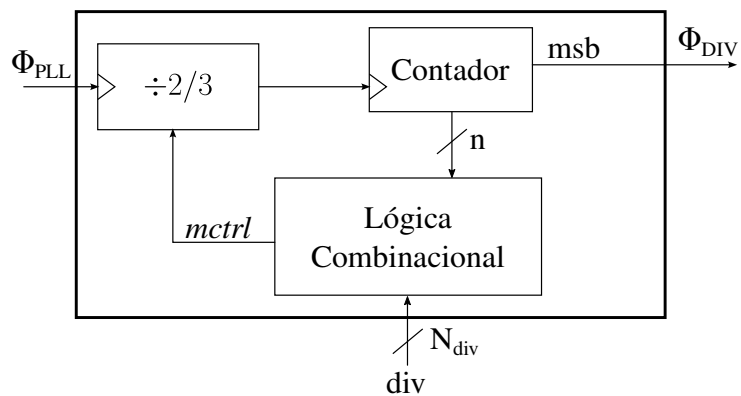 Φ_PLL
÷2/3
Contador
msb
Φ_DIV
n
mctrl
Lógica
Combinacional
N_div
div